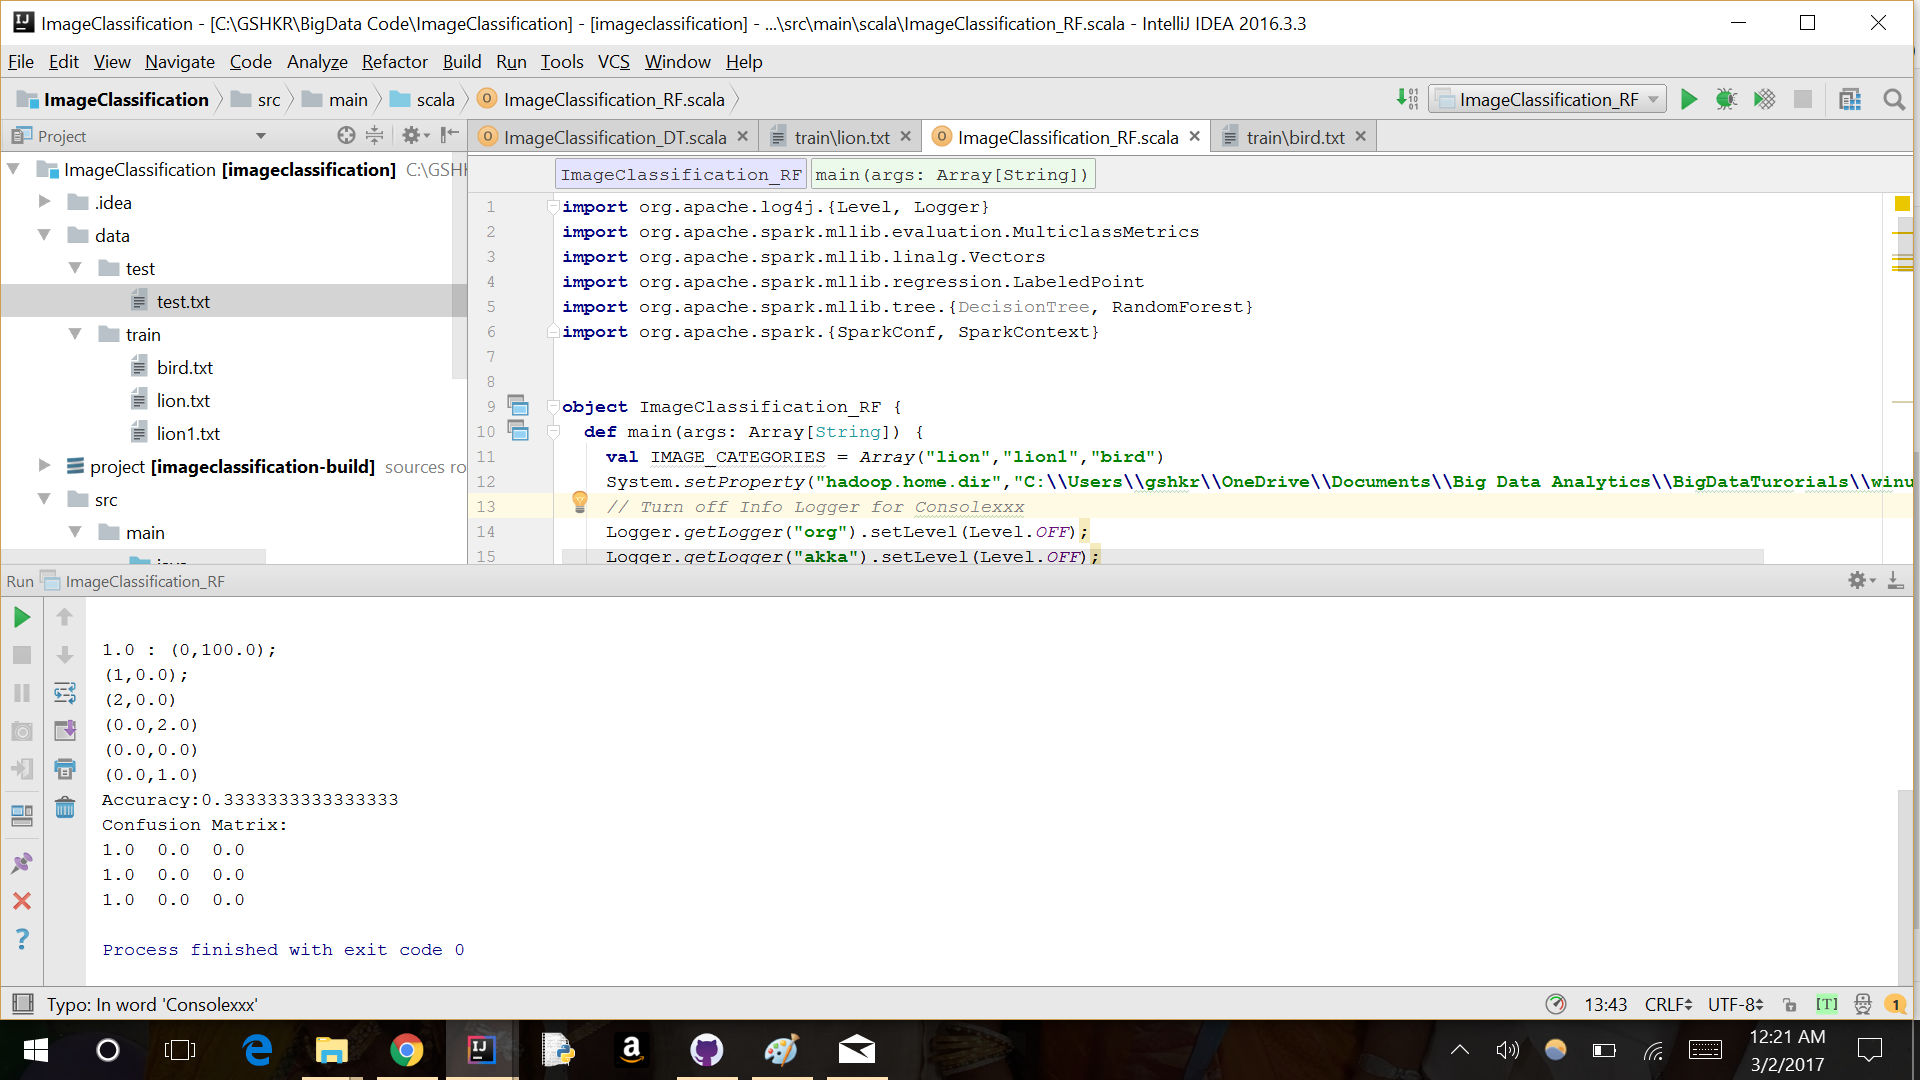 ImageClassification - [C:\GSHKR\BigData Code\ImageClassification] - [imageclassification] - ...\src\main\scala\ImageClassification_RF.scala - IntelliJ IDEA 2016.3.3
File Edit View Navigate Code Analyze Refactor Build Run Tools VCS Window Help
ImageClassification src main scala ImageClassification_RF.scala ImageClassification_RF
Project
ImageClassification_DT.scala train\lion.txt ImageClassification_RF.scala train\bird.txt
ImageClassification [imageclassification] C:\GSHK
.idea
data
test
test.txt
train
bird.txt
lion.txt
lion1.txt
project [imageclassification-build] sources ro
src
main
java
ImageClassification_RF main(args: Array[String])
1 import org.apache.log4j.{Level, Logger}
2 import org.apache.spark.mllib.evaluation.MulticlassMetrics
3 import org.apache.spark.mllib.linalg.Vectors
4 import org.apache.spark.mllib.regression.LabeledPoint
5 import org.apache.spark.mllib.tree.{DecisionTree, RandomForest}
6 import org.apache.spark.{SparkConf, SparkContext}
7
8
9 object ImageClassification_RF {
10 def main(args: Array[String]) {
11 val IMAGE_CATEGORIES = Array("lion","lion1","bird")
12 System.setProperty("hadoop.home.dir","C:\\Users\\gshkr\\OneDrive\\Documents\\Big Data Analytics\\BigDataTurorials\\winu
13 // Turn off Info Logger for Consolexxx
14 Logger.getLogger("org").setLevel(Level.OFF);
15 Logger.getLogger("akka").setLevel(Level.OFF);
Run ImageClassification_RF
1.0 : (0,100.0);
(1,0.0);
(2,0.0)
(0.0,2.0)
(0.0,0.0)
(0.0,1.0)
Accuracy:0.3333333333333333
Confusion Matrix:
1.0 0.0 0.0
1.0 0.0 0.0
1.0 0.0 0.0
Process finished with exit code 0
Typo: In word 'Consolexxx' 13:43 CRLF UTF-8 [T] 1
12:21 AM
3/2/2017